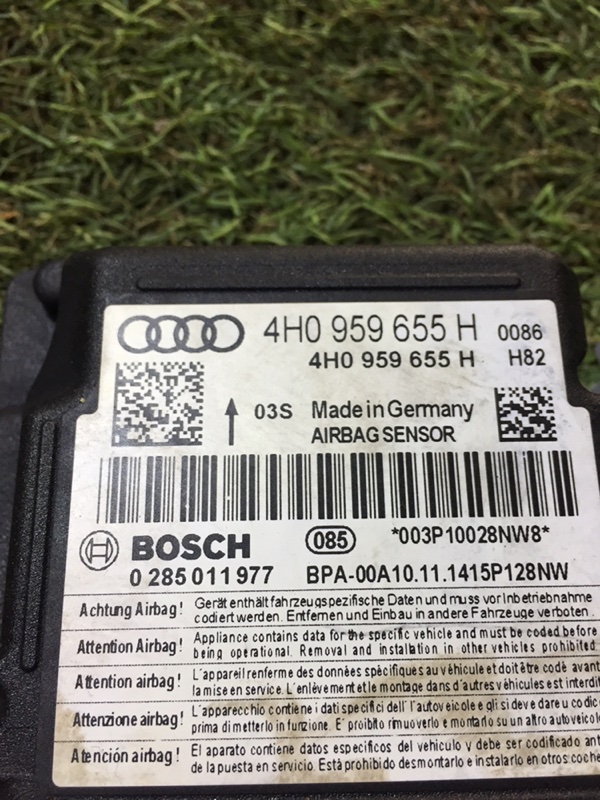 4H0 959 655 H 0086
4H0 959 655 H H82
03S Made in Germany
AIRBAG SENSOR
BOSCH 085 *003P10028NW8*
0 285 011 977 BPA-00A10.11.1415P128NW
Achtung Airbag! Gerät enthält fahrzeugspezifische Daten und muss vor Inbetriebnahme
codiert werden. Entfernen und Einbau in andere Fahrzeuge verboten.
Attention Airbag! Appliance contains data for the specific vehicle and must be coded before
being operational. Removal and installation in other vehicles prohibited
Attention airbag! L'appareil renferme des données spécifiques au véhicule et doit être codé avant
la mise en service. L'enlèvement et le montage dans d'autres véhicules est interdit
Attenzione airbag! L'apparecchio contiene i dati specifici dell' autoveicolo e gli si deve dare u codic
prima di metterlo in funzione. E' proibito rimuoverlo e montarlo su un altro autoveicolo
Atención airbag! El aparato contiene datos especificos del vehiculo y debe ser codificado ant
de la puesta en servicio. Está prohibido desmontarlo e instalarlo en otros coche